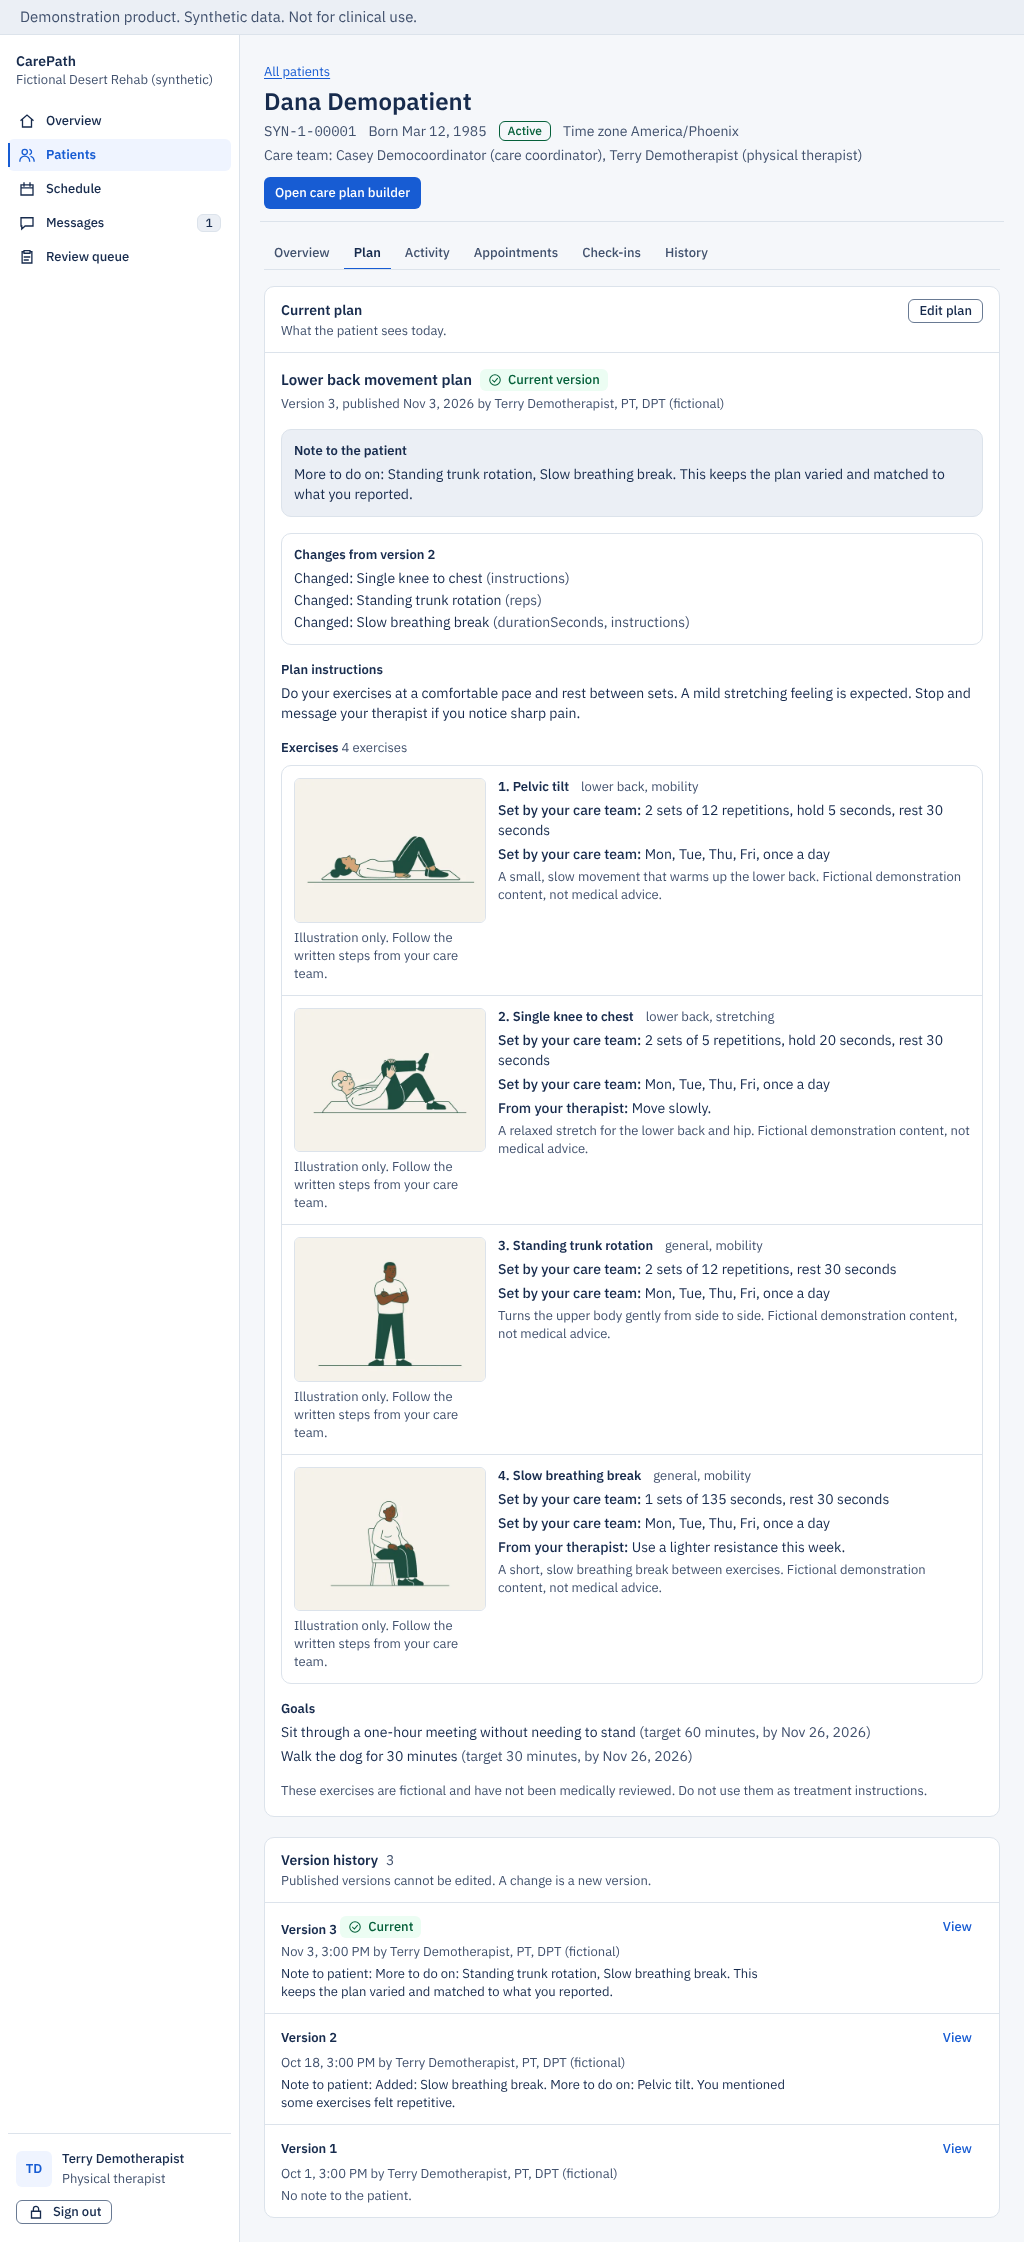 Demonstration product. Synthetic data. Not for clinical use.
CarePath
Fictional Desert Rehab (synthetic)
Overview
Patients
Schedule
Messages 1
Review queue
All patients
Dana Demopatient
SYN-1-00001 Born Mar 12, 1985 Active Time zone America/Phoenix
Care team: Casey Democoordinator (care coordinator), Terry Demotherapist (physical therapist)
Open care plan builder
Overview Plan Activity Appointments Check-ins History
Current plan
Edit plan
What the patient sees today.
Lower back movement plan Current version
Version 3, published Nov 3, 2026 by Terry Demotherapist, PT, DPT (fictional)
Note to the patient
More to do on: Standing trunk rotation, Slow breathing break. This keeps the plan varied and matched to
what you reported.
Changes from version 2
Changed: Single knee to chest (instructions)
Changed: Standing trunk rotation (reps)
Changed: Slow breathing break (durationSeconds, instructions)
Plan instructions
Do your exercises at a comfortable pace and rest between sets. A mild stretching feeling is expected. Stop and
message your therapist if you notice sharp pain.
Exercises 4 exercises
1. Pelvic tilt lower back, mobility
Set by your care team: 2 sets of 12 repetitions, hold 5 seconds, rest 30
seconds
Set by your care team: Mon, Tue, Thu, Fri, once a day
A small, slow movement that warms up the lower back. Fictional demonstration
content, not medical advice.
Illustration only. Follow the
written steps from your care
team.
2. Single knee to chest lower back, stretching
Set by your care team: 2 sets of 5 repetitions, hold 20 seconds, rest 30
seconds
Set by your care team: Mon, Tue, Thu, Fri, once a day
From your therapist: Move slowly.
A relaxed stretch for the lower back and hip. Fictional demonstration content, not
medical advice.
Illustration only. Follow the
written steps from your care
team.
3. Standing trunk rotation general, mobility
Set by your care team: 2 sets of 12 repetitions, rest 30 seconds
Set by your care team: Mon, Tue, Thu, Fri, once a day
Turns the upper body gently from side to side. Fictional demonstration content,
not medical advice.
Illustration only. Follow the
written steps from your care
team.
4. Slow breathing break general, mobility
Set by your care team: 1 sets of 135 seconds, rest 30 seconds
Set by your care team: Mon, Tue, Thu, Fri, once a day
From your therapist: Use a lighter resistance this week.
A short, slow breathing break between exercises. Fictional demonstration
content, not medical advice.
Illustration only. Follow the
written steps from your care
team.
Goals
Sit through a one-hour meeting without needing to stand (target 60 minutes, by Nov 26, 2026)
Walk the dog for 30 minutes (target 30 minutes, by Nov 26, 2026)
These exercises are fictional and have not been medically reviewed. Do not use them as treatment instructions.
Version history 3
Published versions cannot be edited. A change is a new version.
Version 3 Current
View
Nov 3, 3:00 PM by Terry Demotherapist, PT, DPT (fictional)
Note to patient: More to do on: Standing trunk rotation, Slow breathing break. This
keeps the plan varied and matched to what you reported.
Version 2
View
Oct 18, 3:00 PM by Terry Demotherapist, PT, DPT (fictional)
Note to patient: Added: Slow breathing break. More to do on: Pelvic tilt. You mentioned
some exercises felt repetitive.
Version 1
View
Oct 1, 3:00 PM by Terry Demotherapist, PT, DPT (fictional)
No note to the patient.
TD
Terry Demotherapist
Physical therapist
Sign out